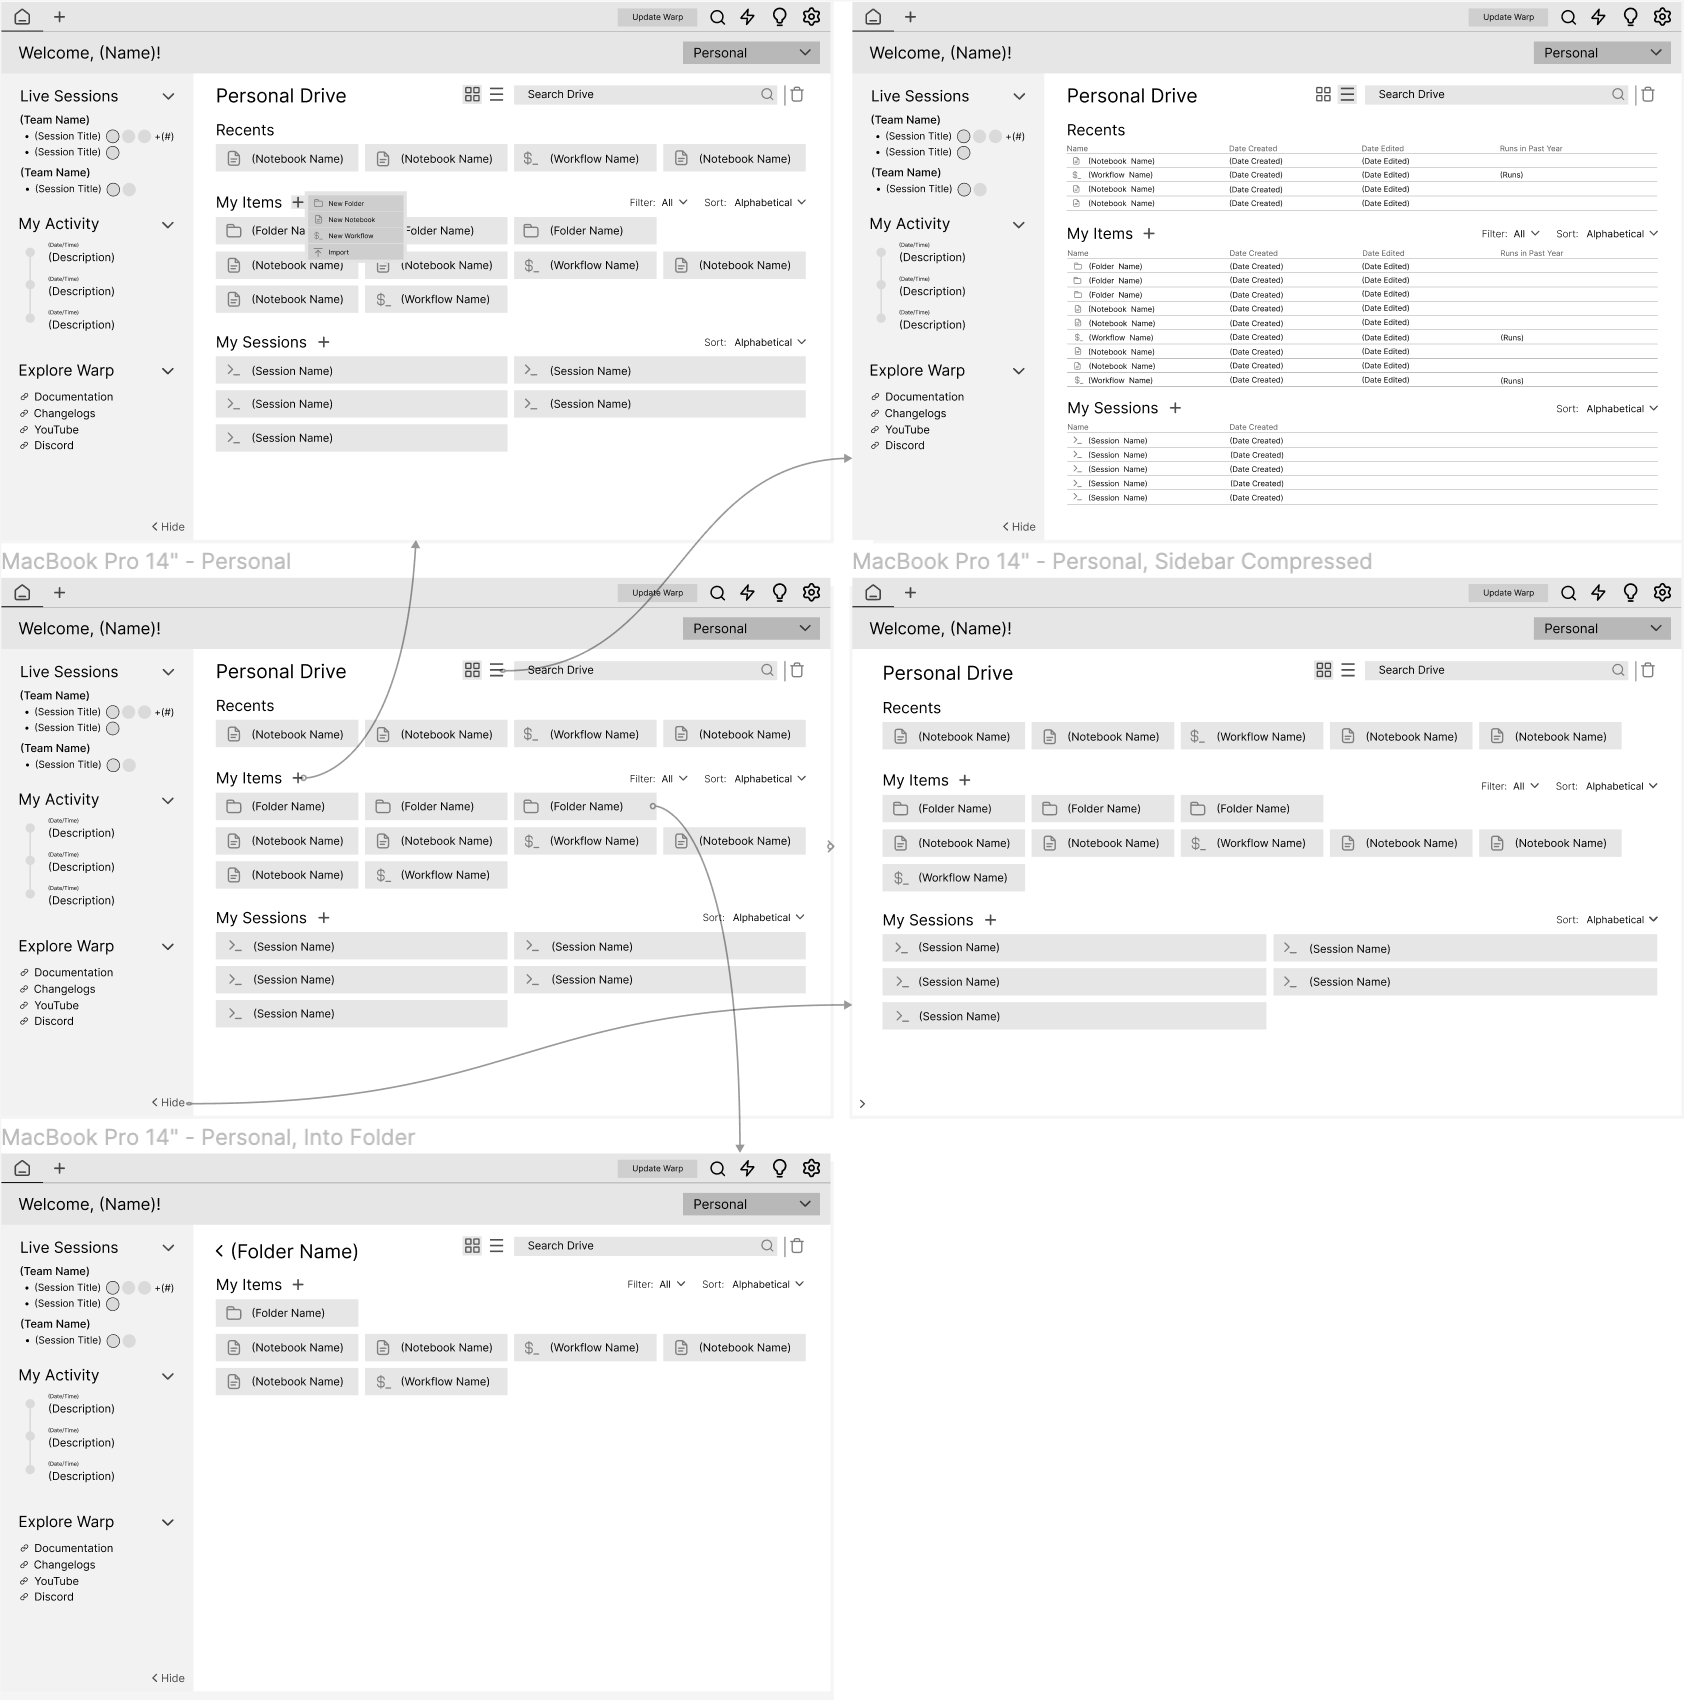 Update Warp
Welcome, (Name)!
Personal
Live Sessions
(Team Name)
• (Session Title) +(#)
• (Session Title)
(Team Name)
• (Session Title)
My Activity
(Date/Time)
(Description)
(Date/Time)
(Description)
(Date/Time)
(Description)
Explore Warp
Documentation
Changelogs
YouTube
Discord
< Hide
Personal Drive
Search Drive
Recents
(Notebook Name) (Notebook Name) $_ (Workflow Name) (Notebook Name)
My Items +
Filter: All Sort: Alphabetical
New Folder
New Notebook
$_ New Workflow
Import
(Folder Na Folder Name) (Folder Name)
(Notebook Name) (Notebook Name) $_ (Workflow Name) (Notebook Name)
(Notebook Name) $_ (Workflow Name)
My Sessions +
Sort: Alphabetical
>_ (Session Name) >_ (Session Name)
>_ (Session Name) >_ (Session Name)
>_ (Session Name)
Update Warp
Welcome, (Name)!
Personal
Live Sessions
(Team Name)
• (Session Title) +(#)
• (Session Title)
(Team Name)
• (Session Title)
My Activity
(Date/Time)
(Description)
(Date/Time)
(Description)
(Date/Time)
(Description)
Explore Warp
Documentation
Changelogs
YouTube
Discord
< Hide
Personal Drive
Search Drive
Recents
Name Date Created Date Edited Runs in Past Year
(Notebook Name) (Date Created) (Date Edited)
$_ (Workflow Name) (Date Created) (Date Edited) (Runs)
(Notebook Name) (Date Created) (Date Edited)
(Notebook Name) (Date Created) (Date Edited)
My Items +
Filter: All Sort: Alphabetical
Name Date Created Date Edited Runs in Past Year
(Folder Name) (Date Created) (Date Edited)
(Folder Name) (Date Created) (Date Edited)
(Folder Name) (Date Created) (Date Edited)
(Notebook Name) (Date Created) (Date Edited)
(Notebook Name) (Date Created) (Date Edited)
$_ (Workflow Name) (Date Created) (Date Edited) (Runs)
(Notebook Name) (Date Created) (Date Edited)
(Notebook Name) (Date Created) (Date Edited)
$_ (Workflow Name) (Date Created) (Date Edited) (Runs)
My Sessions +
Sort: Alphabetical
Name Date Created
>_ (Session Name) (Date Created)
>_ (Session Name) (Date Created)
>_ (Session Name) (Date Created)
>_ (Session Name) (Date Created)
>_ (Session Name) (Date Created)
MacBook Pro 14" - Personal
Update Warp
Welcome, (Name)!
Personal
Live Sessions
(Team Name)
• (Session Title) +(#)
• (Session Title)
(Team Name)
• (Session Title)
My Activity
(Date/Time)
(Description)
(Date/Time)
(Description)
(Date/Time)
(Description)
Explore Warp
Documentation
Changelogs
YouTube
Discord
< Hide
Personal Drive
Search Drive
Recents
(Notebook Name) (Notebook Name) $_ (Workflow Name) (Notebook Name)
My Items +
Filter: All Sort: Alphabetical
(Folder Name) (Folder Name) (Folder Name)
(Notebook Name) (Notebook Name) $_ (Workflow Name) (Notebook Name)
(Notebook Name) $_ (Workflow Name)
My Sessions +
Sort: Alphabetical
>_ (Session Name) >_ (Session Name)
>_ (Session Name) >_ (Session Name)
>_ (Session Name)
MacBook Pro 14" - Personal, Sidebar Compressed
Update Warp
Welcome, (Name)!
Personal
Personal Drive
Search Drive
Recents
(Notebook Name) (Notebook Name) $_ (Workflow Name) (Notebook Name) (Notebook Name)
My Items +
Filter: All Sort: Alphabetical
(Folder Name) (Folder Name) (Folder Name)
(Notebook Name) (Notebook Name) $_ (Workflow Name) (Notebook Name) (Notebook Name)
$_ (Workflow Name)
My Sessions +
Sort: Alphabetical
>_ (Session Name) >_ (Session Name)
>_ (Session Name) >_ (Session Name)
>_ (Session Name)
MacBook Pro 14" - Personal, Into Folder
Update Warp
Welcome, (Name)!
Personal
Live Sessions
(Team Name)
• (Session Title) +(#)
• (Session Title)
(Team Name)
• (Session Title)
My Activity
(Date/Time)
(Description)
(Date/Time)
(Description)
(Date/Time)
(Description)
Explore Warp
Documentation
Changelogs
YouTube
Discord
< Hide
< (Folder Name)
Search Drive
My Items +
Filter: All Sort: Alphabetical
(Folder Name)
(Notebook Name) (Notebook Name) $_ (Workflow Name) (Notebook Name)
(Notebook Name) $_ (Workflow Name)